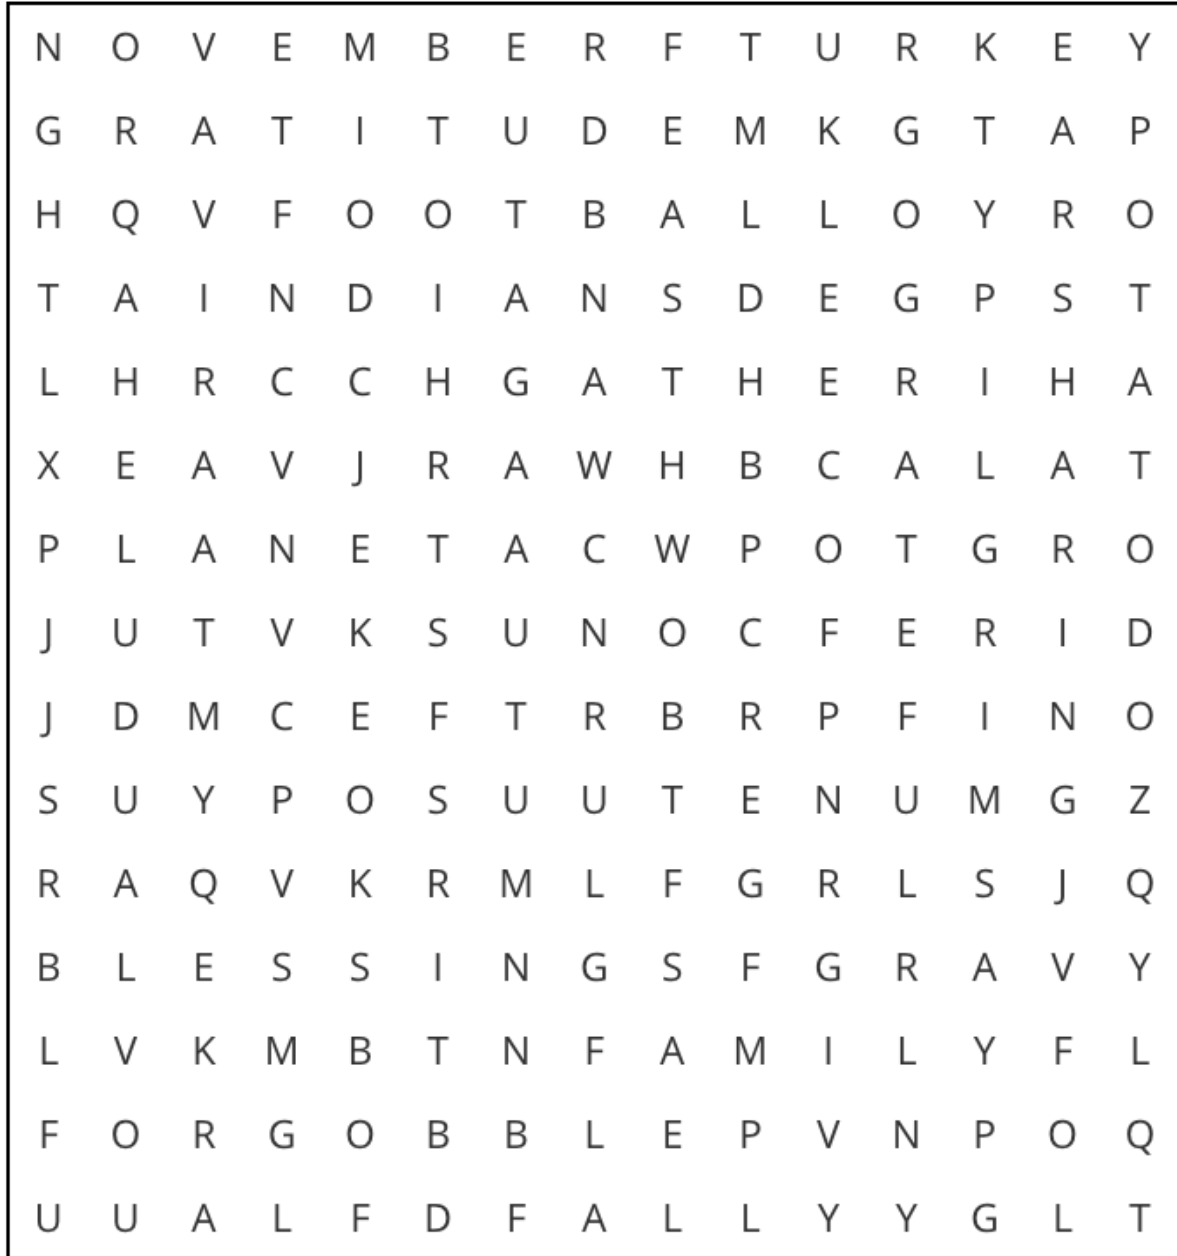 N O V E M B E R F T U R K E Y
G R A T I T U D E M K G T A P
H Q V F O O T B A L L O Y R O
T A I N D I A N S D E G P S T
L H R C C H G A T H E R I H A
X E A V J R A W H B C A L A T
P L A N E T A C W P O T G R O
J U T V K S U N O C F E R I D
J D M C E F T R B R P F I N O
S U Y P O S U U T E N U M G Z
R A Q V K R M L F G R L S J Q
B L E S S I N G S F G R A V Y
L V K M B T N F A M I L Y F L
F O R G O B B L E P V N P O Q
U U A L F D F A L L Y Y G L T